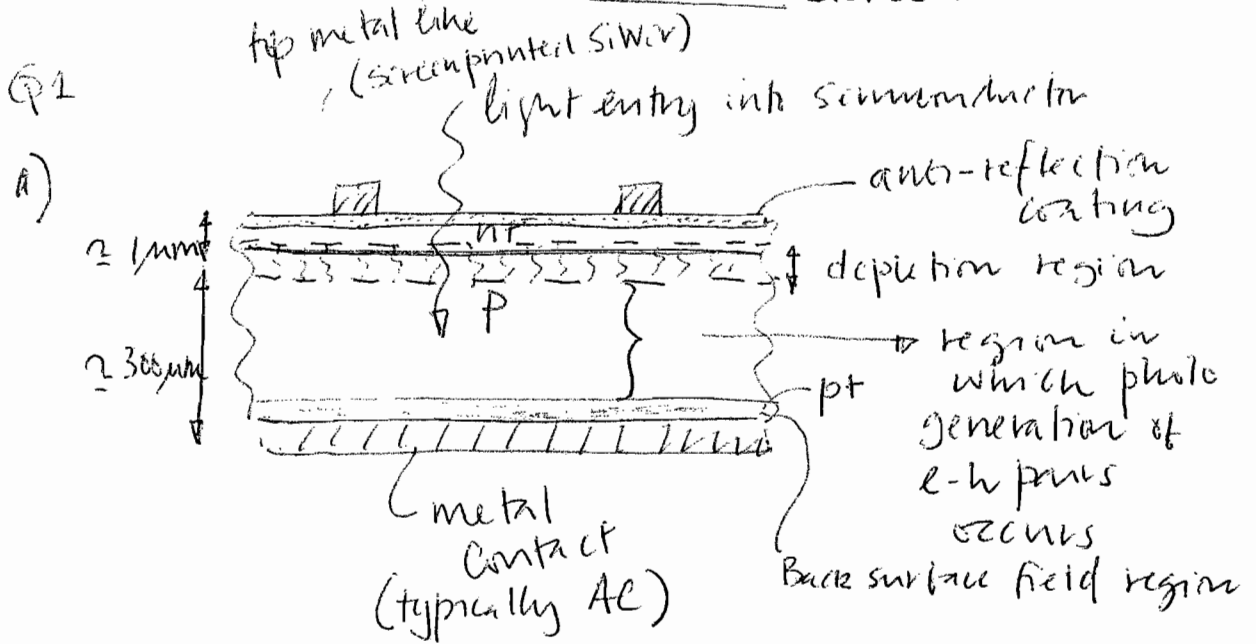 top metal line
(screenprinted Silver)
Q1
light entry into semiconductor
a)
anti-reflection
coating
≃ 1μm
n+
depletion region
p
≃ 300μm
region in
which photo
generation of
e-h pairs
occurs
p+
metal
contact
(typically Al)
Back surface field region